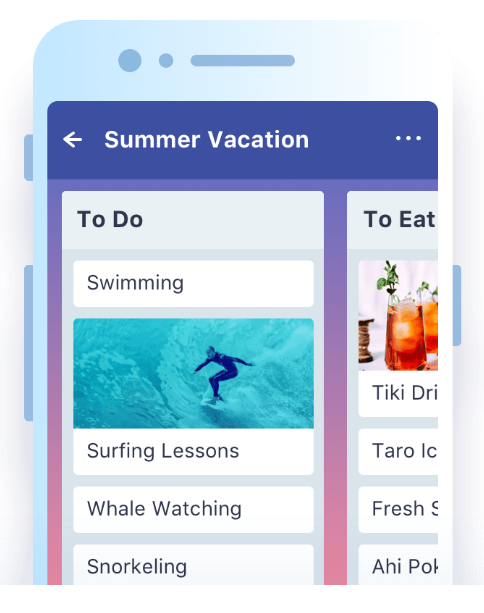 Summer Vacation
To Do
Swimming
Surfing Lessons
Whale Watching
Snorkeling
To Eat
Tiki Dri
Taro Ic
Fresh S
Ahi Pok